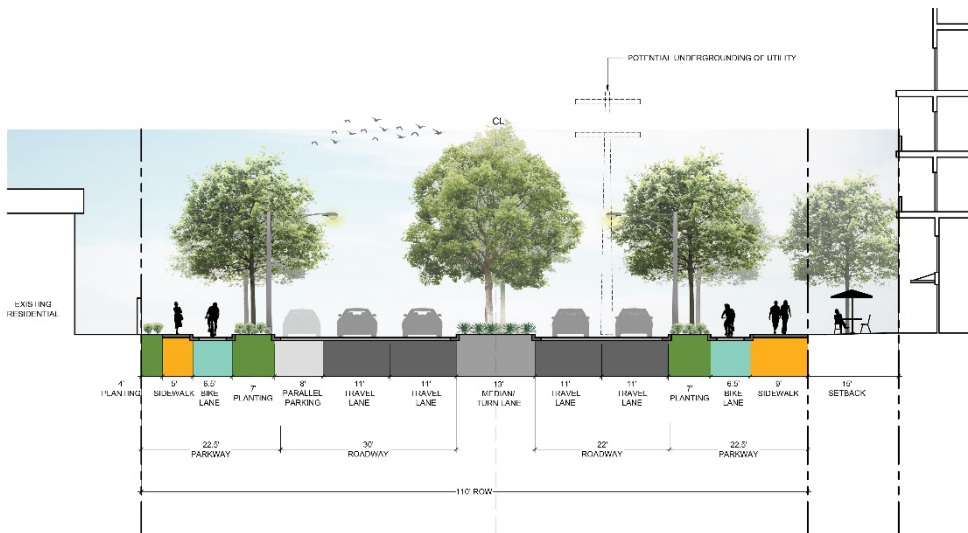 POTENTIAL UNDERGROUNDING OF UTILITY
CL
EXISTING
RESIDENTIAL
4'
PLANTING
5'
SIDEWALK
6.5'
BIKE
LANE
7'
PLANTING
8'
PARALLEL
PARKING
11'
TRAVEL
LANE
11'
TRAVEL
LANE
13'
MEDIAN/
TURN LANE
11'
TRAVEL
LANE
11'
TRAVEL
LANE
7'
PLANTING
6.5'
BIKE
LANE
9'
SIDEWALK
15'
SETBACK
22.5'
PARKWAY
30'
ROADWAY
22'
ROADWAY
22.5'
PARKWAY
110' ROW